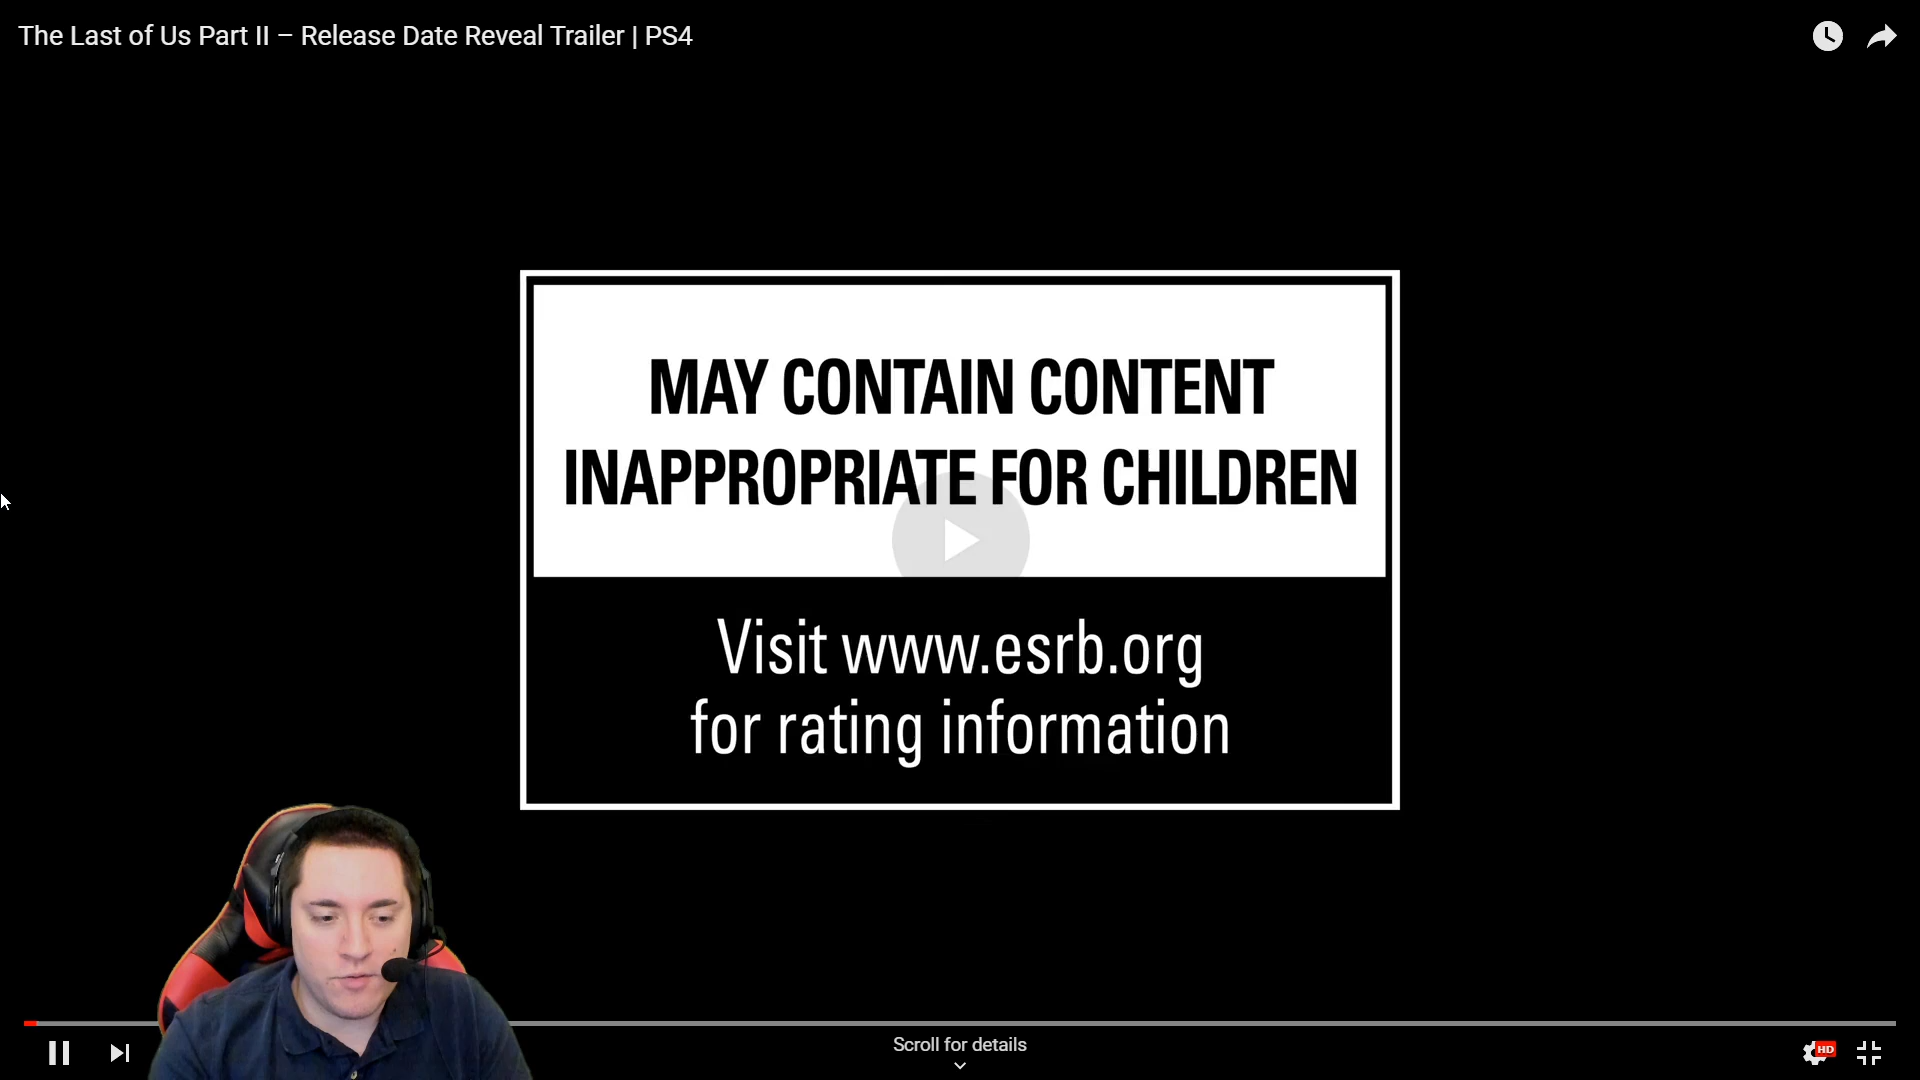 The Last of Us Part II – Release Date Reveal Trailer | PS4
MAY CONTAIN CONTENT
INAPPROPRIATE FOR CHILDREN
Visit www.esrb.org
for rating information
Scroll for details
HD